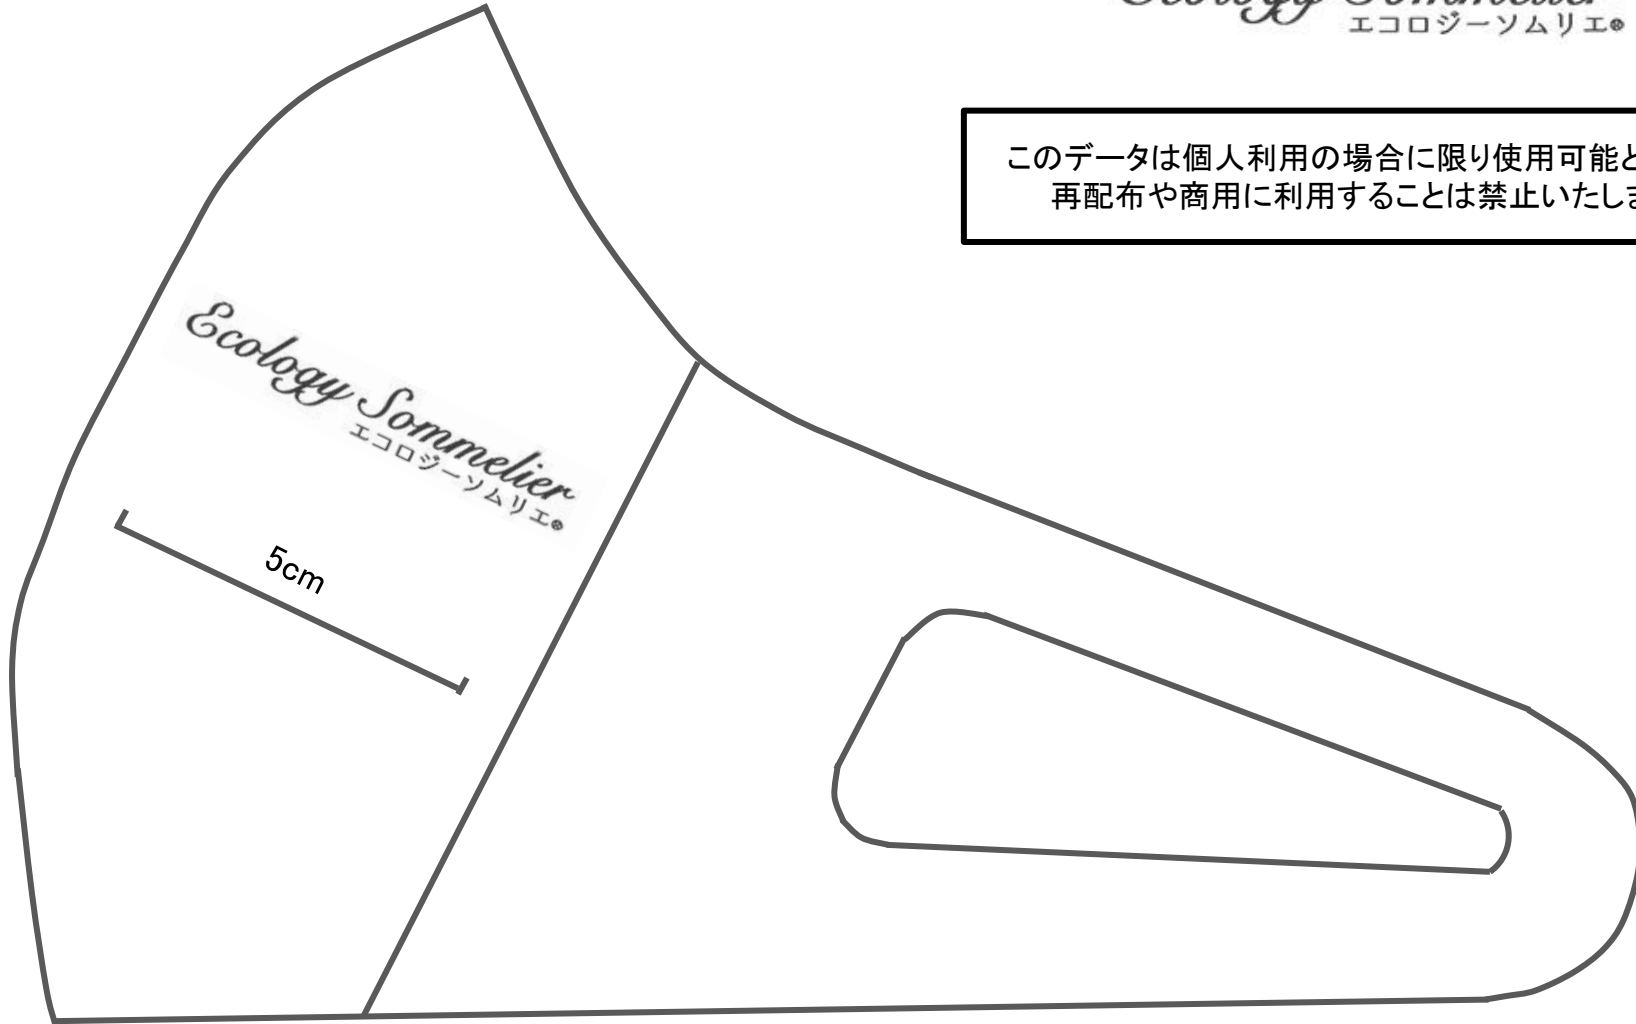 Ecology Sommelier
エコロジーソムリエ®
このデータは個人利用の場合に限り使用可能と
再配布や商用に利用することは禁止いたしま
Ecology Sommelier
エコロジーソムリエ®
5cm